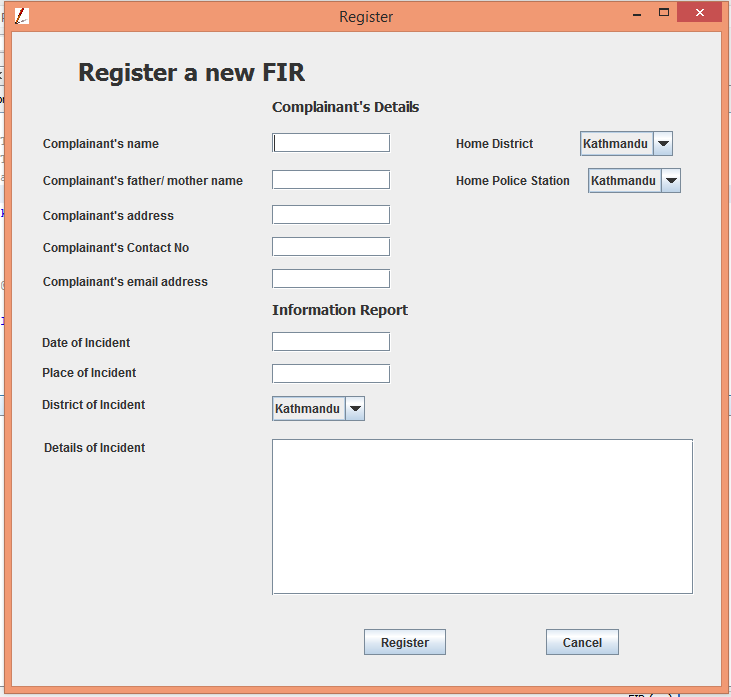 Register
Register a new FIR
Complainant's Details
Complainant's name
Home District
Kathmandu
Complainant's father/ mother name
Home Police Station
Kathmandu
Complainant's address
Complainant's Contact No
Complainant's email address
Information Report
Date of Incident
Place of Incident
District of Incident
Kathmandu
Details of Incident
Register
Cancel